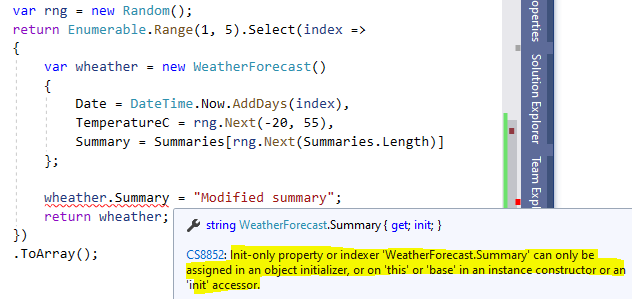 var rng = new Random();
return Enumerable.Range(1, 5).Select(index =>
{
    var wheather = new WeatherForecast()
    {
        Date = DateTime.Now.AddDays(index),
        TemperatureC = rng.Next(-20, 55),
        Summary = Summaries[rng.Next(Summaries.Length)]
    };

    wheather.Summary = "Modified summary";
    return wheather;
})
.ToArray();
string WeatherForecast.Summary { get; init; }
CS8852: Init-only property or indexer 'WeatherForecast.Summary' can only be
assigned in an object initializer, or on 'this' or 'base' in an instance constructor or an
'init' accessor.
operties
Solution Explorer
Team Exp